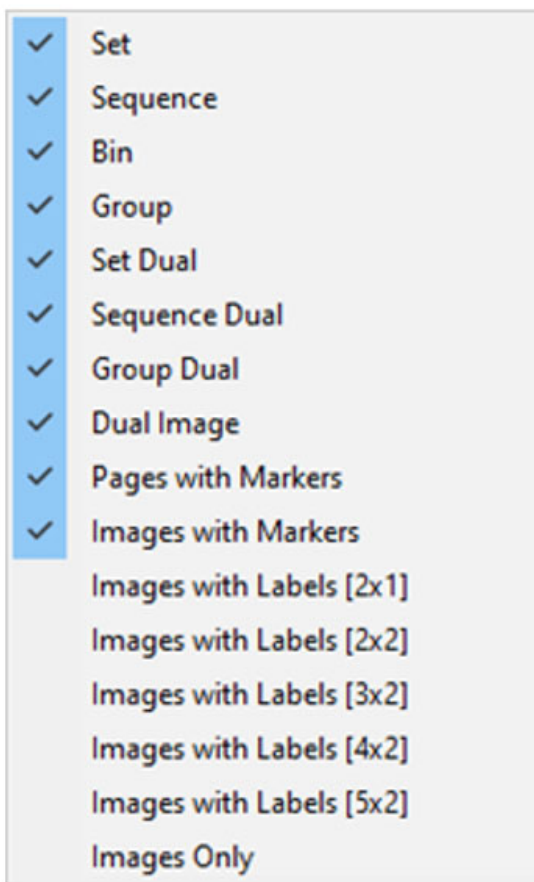 Set
Sequence
Bin
Group
Set Dual
Sequence Dual
Group Dual
Dual Image
Pages with Markers
Images with Markers
Images with Labels [2x1]
Images with Labels [2x2]
Images with Labels [3x2]
Images with Labels [4x2]
Images with Labels [5x2]
Images Only